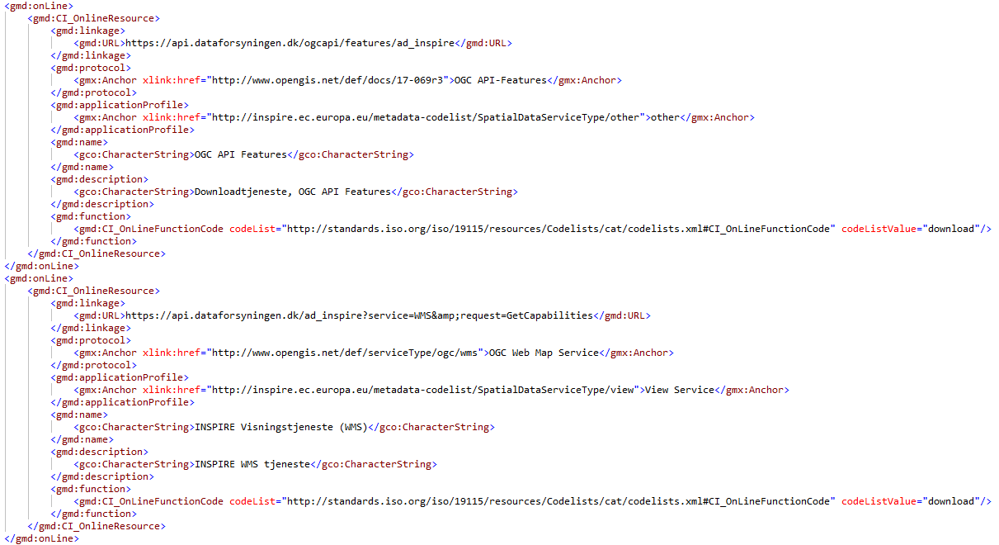 <gmd:onLine>
<gmd:CI_OnlineResource>
<gmd:linkage>
<gmd:URL>https://api.dataforsyningen.dk/ogcapi/features/ad_inspire</gmd:URL>
</gmd:linkage>
<gmd:protocol>
<gmx:Anchor xlink:href="http://www.opengis.net/def/docs/17-069r3">OGC API-Features</gmx:Anchor>
</gmd:protocol>
<gmd:applicationProfile>
<gmx:Anchor xlink:href="http://inspire.ec.europa.eu/metadata-codelist/SpatialDataServiceType/other">other</gmx:Anchor>
</gmd:applicationProfile>
<gmd:name>
<gco:CharacterString>OGC API Features</gco:CharacterString>
</gmd:name>
<gmd:description>
<gco:CharacterString>Downloadtjeneste, OGC API Features</gco:CharacterString>
</gmd:description>
<gmd:function>
<gmd:CI_OnLineFunctionCode codeList="http://standards.iso.org/iso/19115/resources/Codelists/cat/codelists.xml#CI_OnLineFunctionCode" codeListValue="download"/>
</gmd:function>
</gmd:CI_OnlineResource>
</gmd:onLine>
<gmd:onLine>
<gmd:CI_OnlineResource>
<gmd:linkage>
<gmd:URL>https://api.dataforsyningen.dk/ad_inspire?service=WMS&amp;request=GetCapabilities</gmd:URL>
</gmd:linkage>
<gmd:protocol>
<gmx:Anchor xlink:href="http://www.opengis.net/def/serviceType/ogc/wms">OGC Web Map Service</gmx:Anchor>
</gmd:protocol>
<gmd:applicationProfile>
<gmx:Anchor xlink:href="http://inspire.ec.europa.eu/metadata-codelist/SpatialDataServiceType/view">View Service</gmx:Anchor>
</gmd:applicationProfile>
<gmd:name>
<gco:CharacterString>INSPIRE Visningstjeneste (WMS)</gco:CharacterString>
</gmd:name>
<gmd:description>
<gco:CharacterString>INSPIRE WMS tjeneste</gco:CharacterString>
</gmd:description>
<gmd:function>
<gmd:CI_OnLineFunctionCode codeList="http://standards.iso.org/iso/19115/resources/Codelists/cat/codelists.xml#CI_OnLineFunctionCode" codeListValue="download"/>
</gmd:function>
</gmd:CI_OnlineResource>
</gmd:onLine>